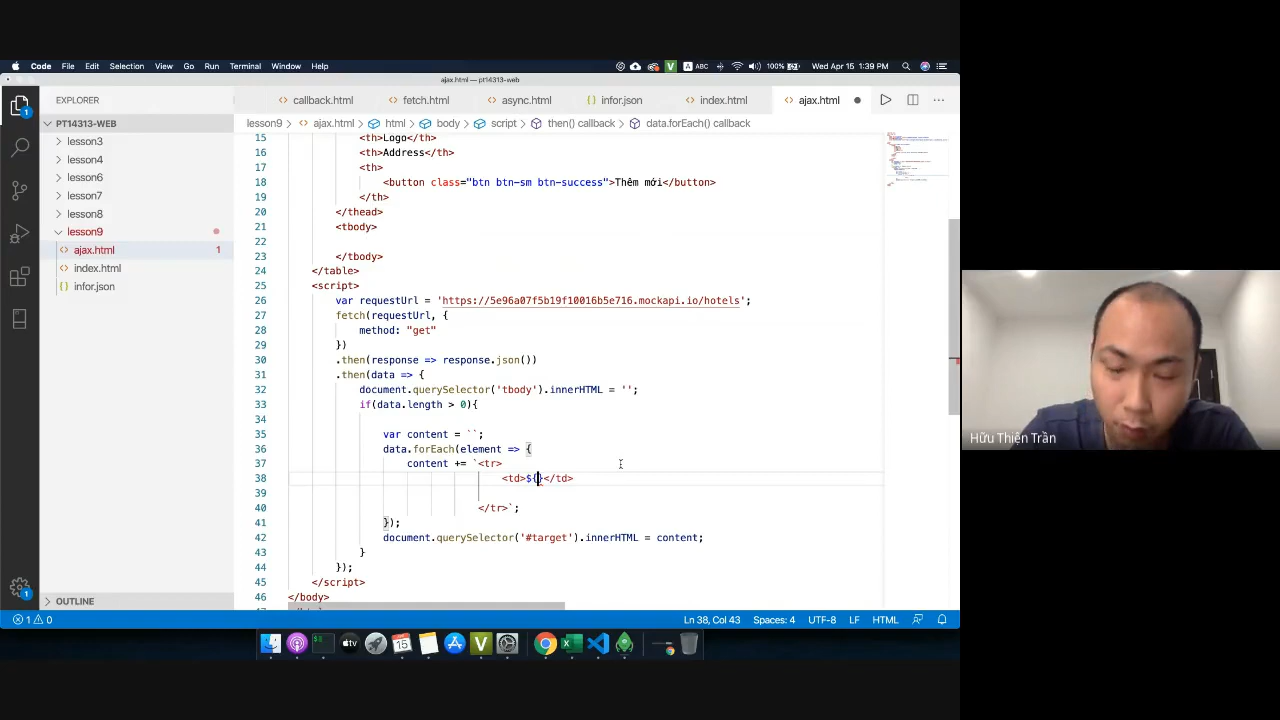 Code File Edit Selection View Go Run Terminal Window Help V A ABC 100% Wed Apr 15 1:39 PM
ajax.html — pt14313-web
EXPLORER
callback.html fetch.html async.html infor.json index.html ajax.html
PT14313-WEB
lesson9 > ajax.html > html > body > script > then() callback > data.forEach() callback
lesson3
lesson4
lesson6
lesson7
lesson8
lesson9
ajax.html 1
index.html
infor.json
15 <th>Logo</th>
16 <th>Address</th>
17 <th>
18 <button class="btn btn-sm btn-success">Thêm mới</button>
19 </th>
20 </thead>
21 <tbody>
22
23 </tbody>
24 </table>
25 <script>
26 var requestUrl = 'https://5e96a07f5b19f10016b5e716.mockapi.io/hotels';
27 fetch(requestUrl, {
28 method: "get"
29 })
30 .then(response => response.json())
31 .then(data => {
32 document.querySelector('tbody').innerHTML = '';
33 if(data.length > 0){
34
35 var content = ``;
36 data.forEach(element => {
37 content += `<tr>
38 <td>${}</td>
39
40 </tr>`;
41 });
42 document.querySelector('#target').innerHTML = content;
43 }
44 });
45 </script>
46 </body>
OUTLINE
1 0 Ln 38, Col 43 Spaces: 4 UTF-8 LF HTML
1
1
15
V
Hữu Thiện Trần